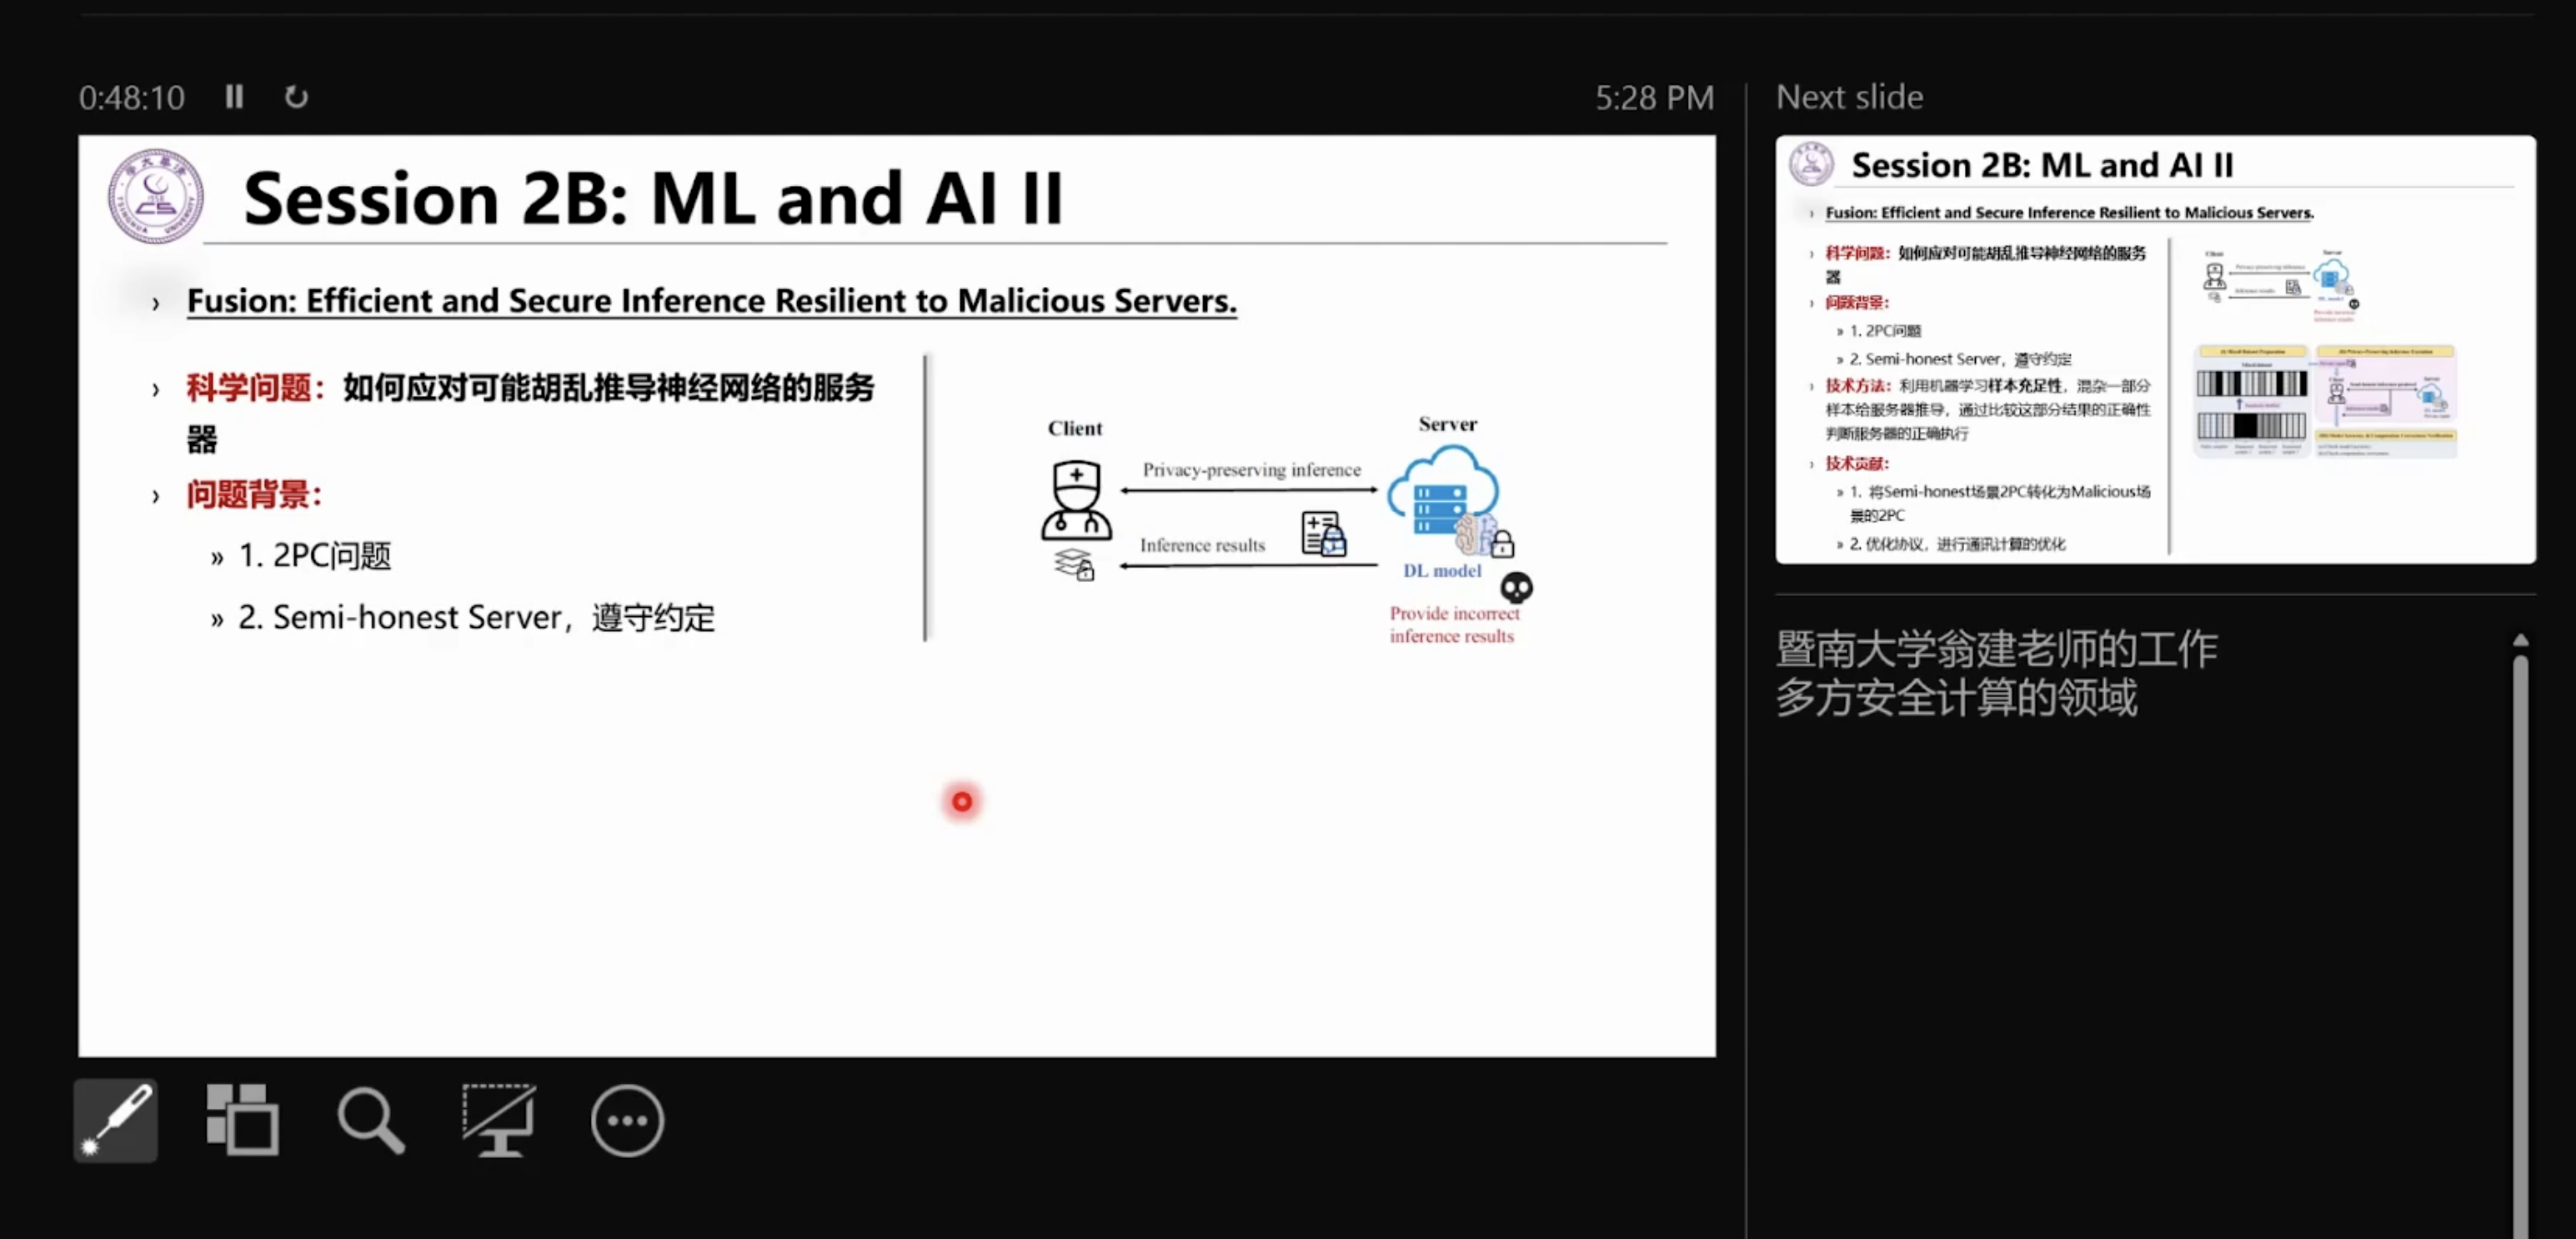 0:48:10
5:28 PM
Session 2B: ML and AI II
› Fusion: Efficient and Secure Inference Resilient to Malicious Servers.
› 科学问题：如何应对可能胡乱推导神经网络的服务
器
› 问题背景：
» 1. 2PC问题
» 2. Semi-honest Server，遵守约定
Client
Server
Privacy-preserving inference
Inference results
DL model
Provide incorrect
inference results
Next slide
Session 2B: ML and AI II
› Fusion: Efficient and Secure Inference Resilient to Malicious Servers.
› 科学问题：如何应对可能胡乱推导神经网络的服务
器
› 问题背景：
» 1. 2PC问题
» 2. Semi-honest Server，遵守约定
› 技术方法：利用机器学习样本充足性，混杂一部分
样本给服务器推导，通过比较这部分结果的正确性
判断服务器的正确执行
› 技术贡献：
» 1. 将Semi-honest场景2PC转化为Malicious场
景的2PC
» 2. 优化协议，进行通讯计算的优化
Client
Server
Privacy-preserving inference
Inference results
DL model
Provide incorrect
inference results
暨南大学翁建老师的工作
多方安全计算的领域